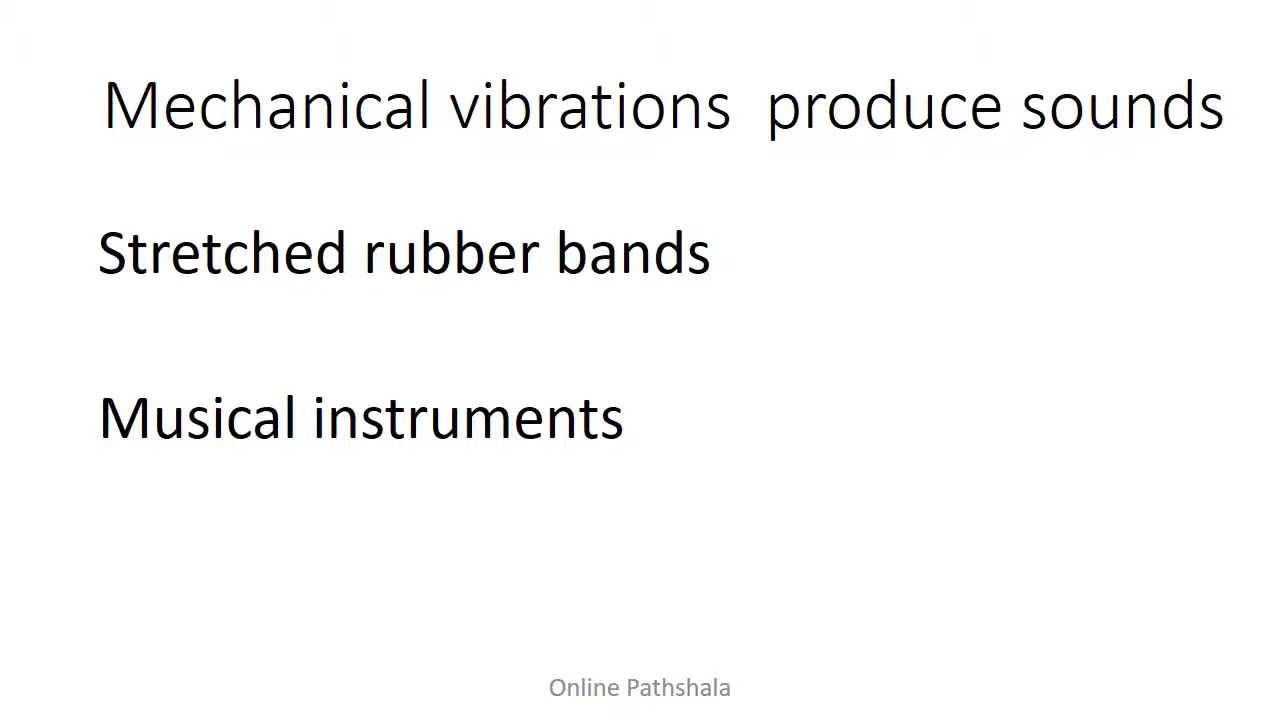 Mechanical vibrations  produce sounds
Stretched rubber bands
Musical instruments
Online Pathshala